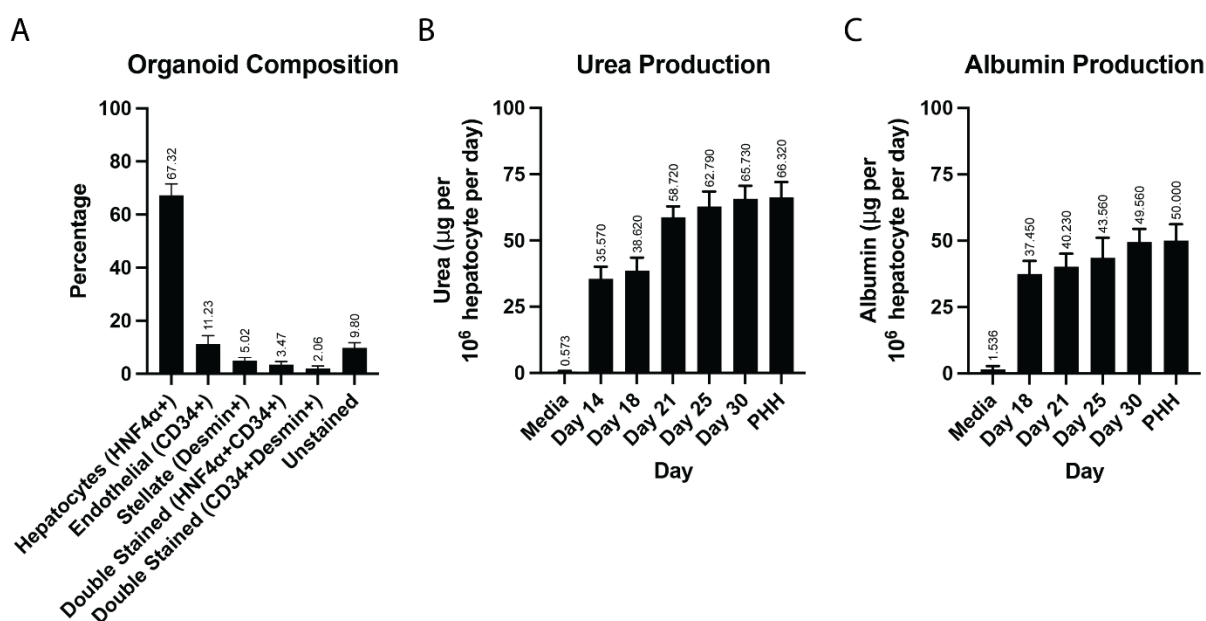 A
Organoid Composition
Percentage
100
80
60
40
20
0
67.32
11.23
5.02
3.47
2.06
9.80
Hepatocytes (HNF4α+)
Endothelial (CD34+)
Stellate (Desmin+)
Double Stained (HNF4α+CD34+)
Double Stained (CD34+Desmin+)
Unstained
B
Urea Production
Urea (µg per
10⁶ hepatocyte per day)
100
75
50
25
0
0.573
35.570
38.620
58.720
62.790
65.730
66.320
Media
Day 14
Day 18
Day 21
Day 25
Day 30
PHH
Day
C
Albumin Production
Albumin (µg per
10⁶ hepatocyte per day)
100
75
50
25
0
1.536
37.450
40.230
43.560
49.560
50.000
Media
Day 18
Day 21
Day 25
Day 30
PHH
Day